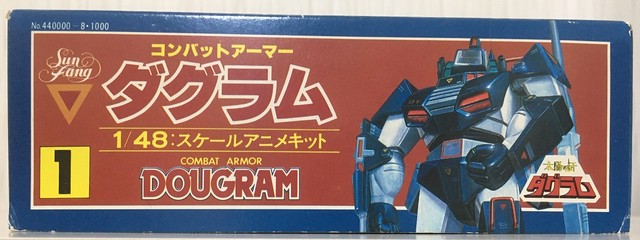 No.440000-8・1000
Sun Fang
コンバットアーマー
ダグラム
1/48:スケールアニメキット
COMBAT ARMOR
DOUGRAM
1
太陽の牙
ダグラム